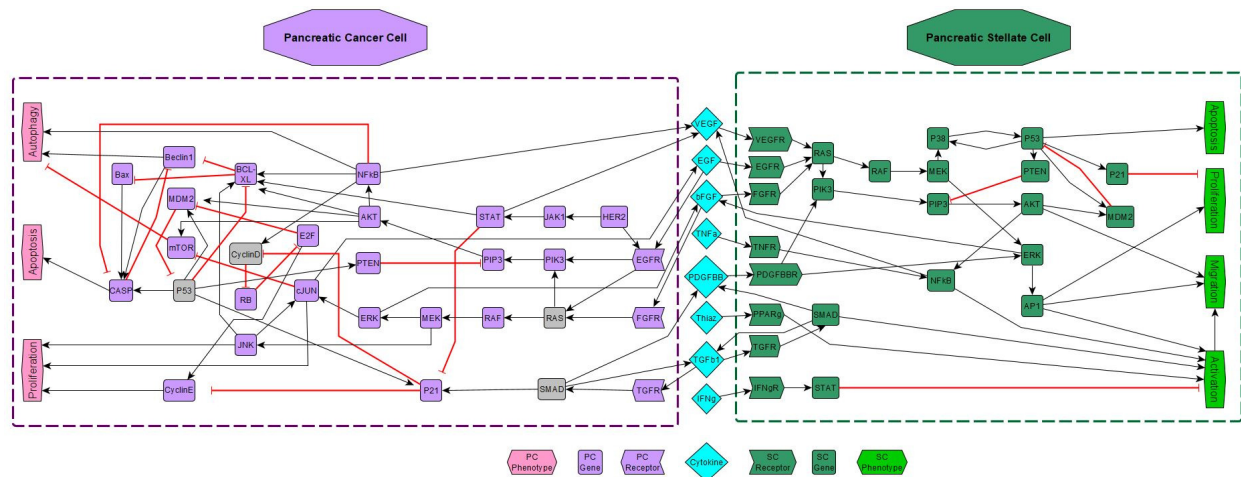 Pancreatic Cancer Cell
Pancreatic Stellate Cell
Autophagy
Apoptosis
Proliferation
Beclin1
Bax
BCL-
XL
NFkB
MDM2
AKT
STAT
JAK1
HER2
mTOR
E2F
CyclinD
PTEN
PIP3
PIK3
EGFR
CASP
P53
RB
cJUN
ERK
MEK
RAF
RAS
FGFR
JNK
CyclinE
P21
SMAD
TGFR
VEGF
EGF
bFGF
TNFa
PDGFBB
Thiaz
TGFb1
IFNg
VEGFR
EGFR
FGFR
TNFR
PDGFBBR
PPARg
TGFR
IFNgR
RAS
PIK3
RAF
SMAD
STAT
P38
MEK
PIP3
NFkB
P53
PTEN
AKT
P21
MDM2
ERK
AP1
Apoptosis
Proliferation
Migration
Activation
PC
Phenotype
PC
Gene
PC
Receptor
Cytokine
SC
Receptor
SC
Gene
SC
Phenotype